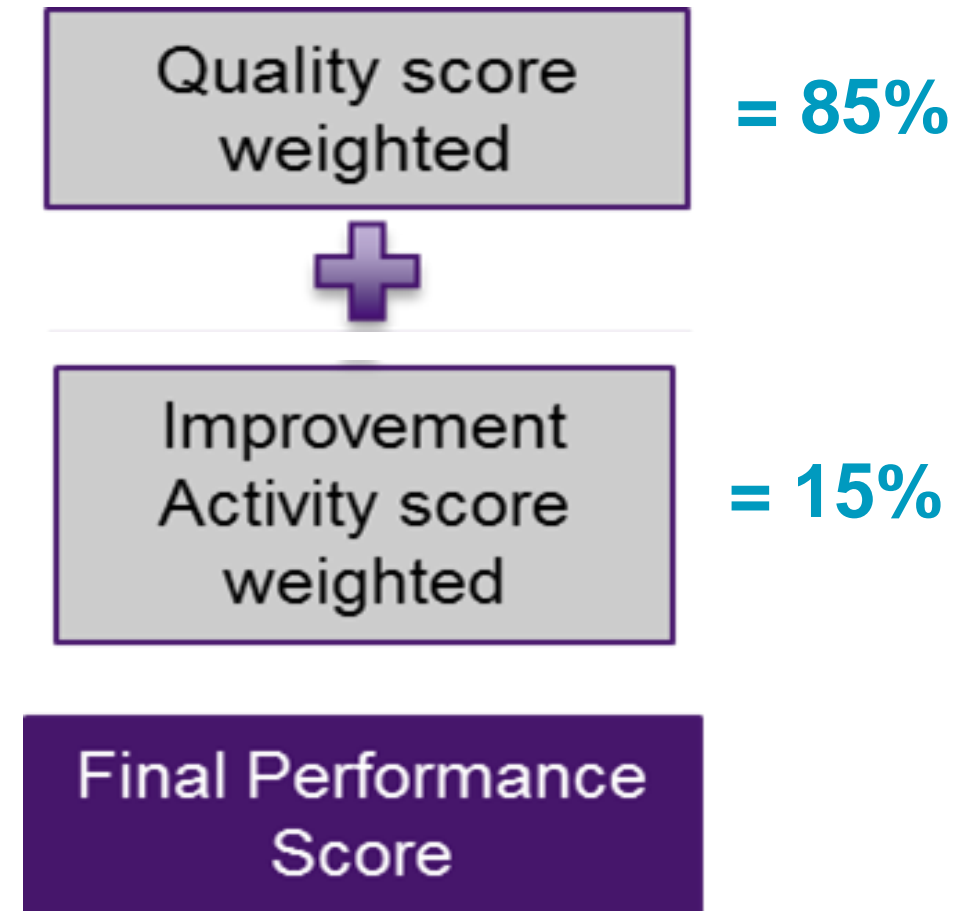 Quality score
weighted
= 85%
Improvement
Activity score
weighted
= 15%
Final Performance
Score